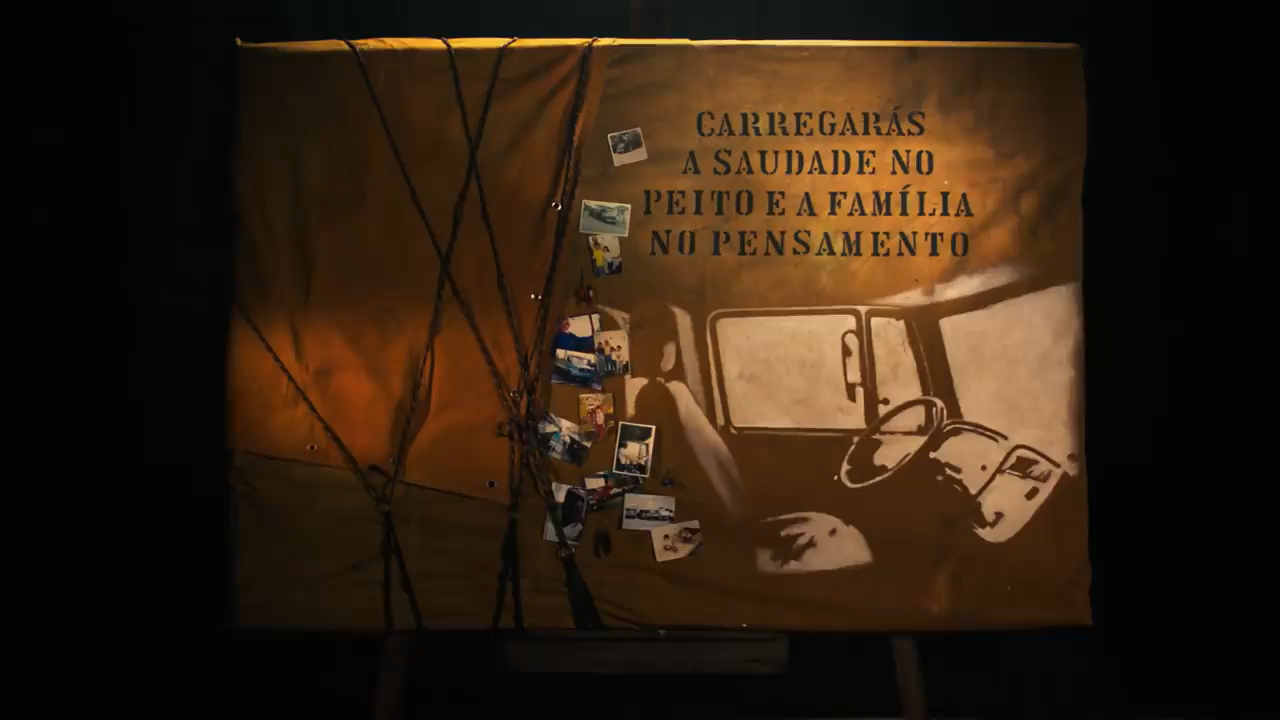 CARREGARÁS
A SAUDADE NO
PEITO E A FAMÍLIA
NO PENSAMENTO